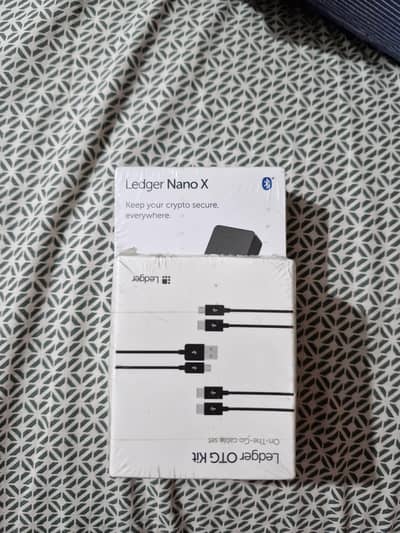 Ledger Nano X
Keep your crypto secure,
everywhere.
Ledger OTG Kit
On-The-Go cable set
Ledger